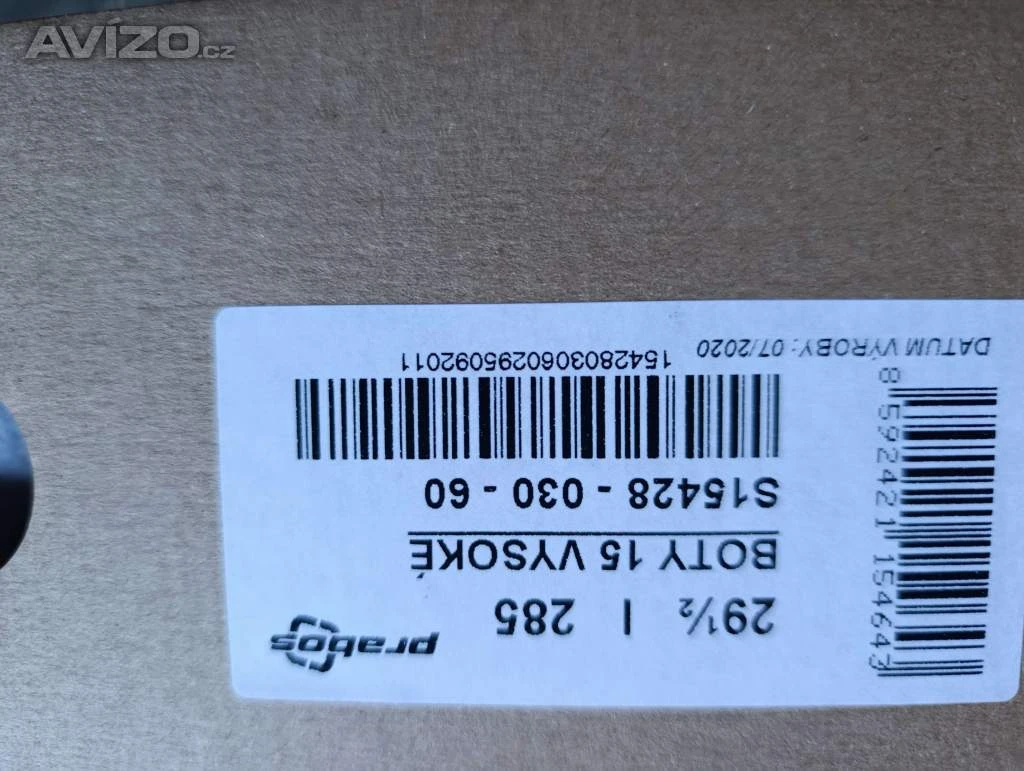 AVÍZO.cz
prabos
29½ I 285
BOTY 15 VYSOKÉ
S15428 - 030 - 60
1542803060295092011
DATUM VÝROBY: 07/2020
8 592421 154643